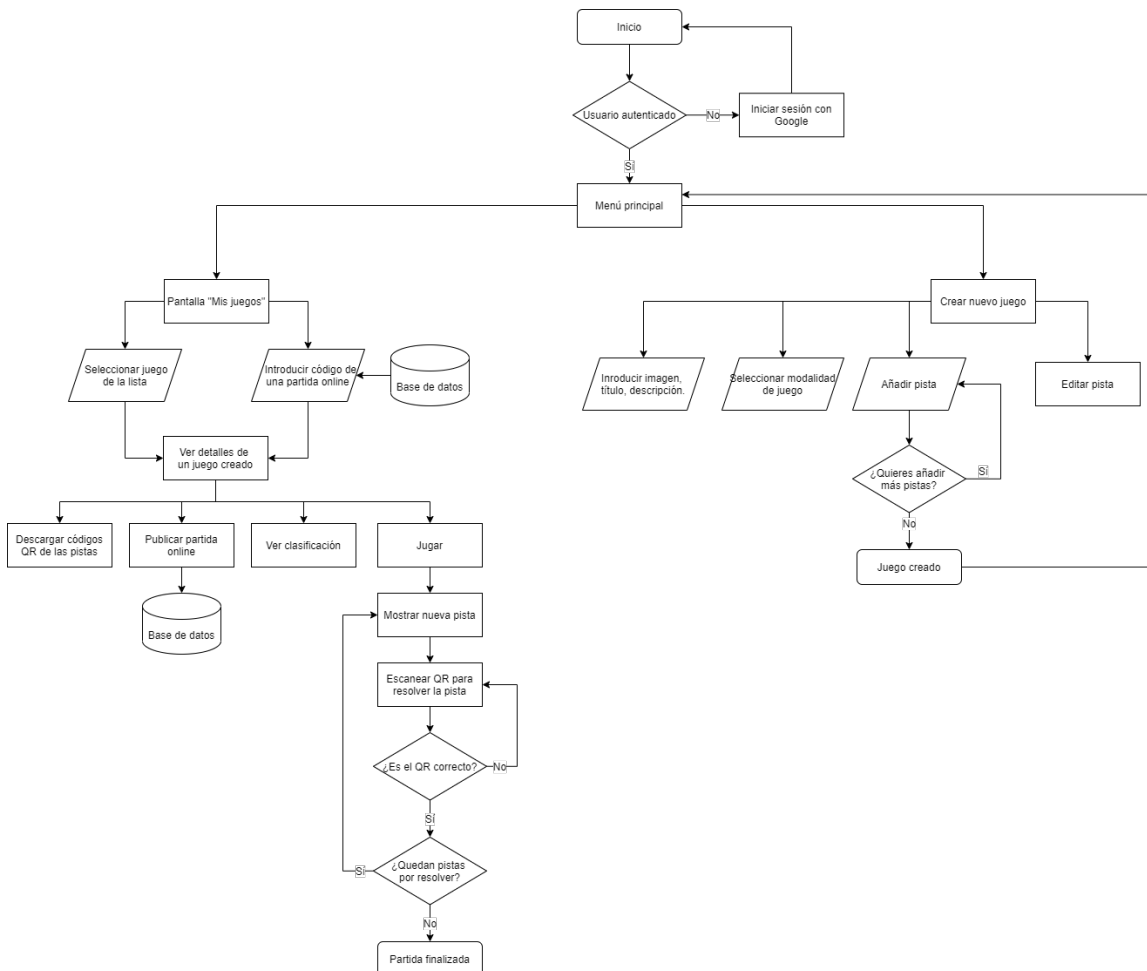 Inicio
Usuario autenticado
No
Iniciar sesión con
Google
Sí
Menú principal
Pantalla "Mis juegos"
Crear nuevo juego
Seleccionar juego
de la lista
Introducir código de
una partida online
Base de datos
Inroducir imagen,
título, descripción.
Seleccionar modalidad
de juego
Añadir pista
Editar pista
Ver detalles de
un juego creado
¿Quieres añadir
más pistas?
Sí
No
Descargar códigos
QR de las pistas
Publicar partida
online
Ver clasificación
Jugar
Juego creado
Base de datos
Mostrar nueva pista
Escanear QR para
resolver la pista
¿Es el QR correcto?
No
Sí
¿Quedan pistas
por resolver?
Sí
No
Partida finalizada